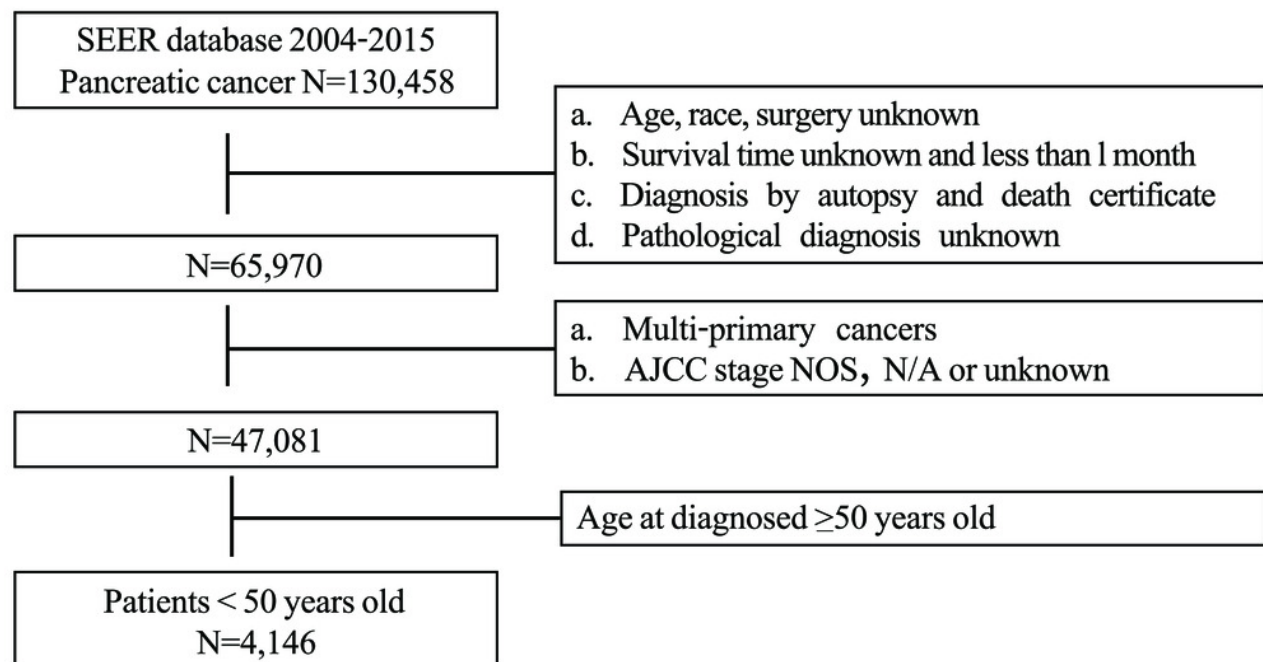 SEER database 2004-2015
Pancreatic cancer N=130,458
a. Age, race, surgery unknown
b. Survival time unknown and less than l month
c. Diagnosis by autopsy and death certificate
d. Pathological diagnosis unknown
N=65,970
a. Multi-primary cancers
b. AJCC stage NOS, N/A or unknown
N=47,081
Age at diagnosed ≥50 years old
Patients < 50 years old
N=4,146